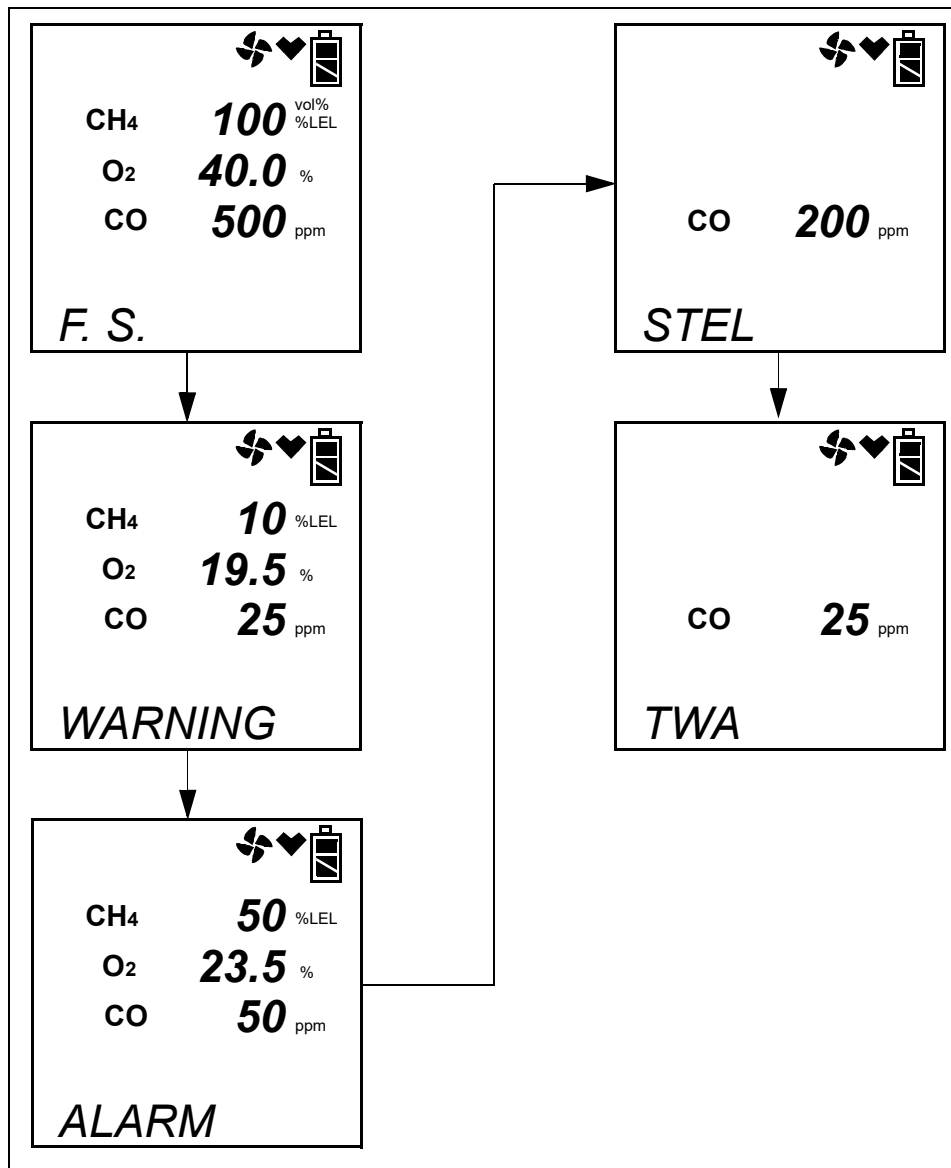 CH4 100 vol% %LEL
O2 40.0 %
CO 500 ppm
F. S.
CH4 10 %LEL
O2 19.5 %
CO 25 ppm
WARNING
CH4 50 %LEL
O2 23.5 %
CO 50 ppm
ALARM
CO 200 ppm
STEL
CO 25 ppm
TWA